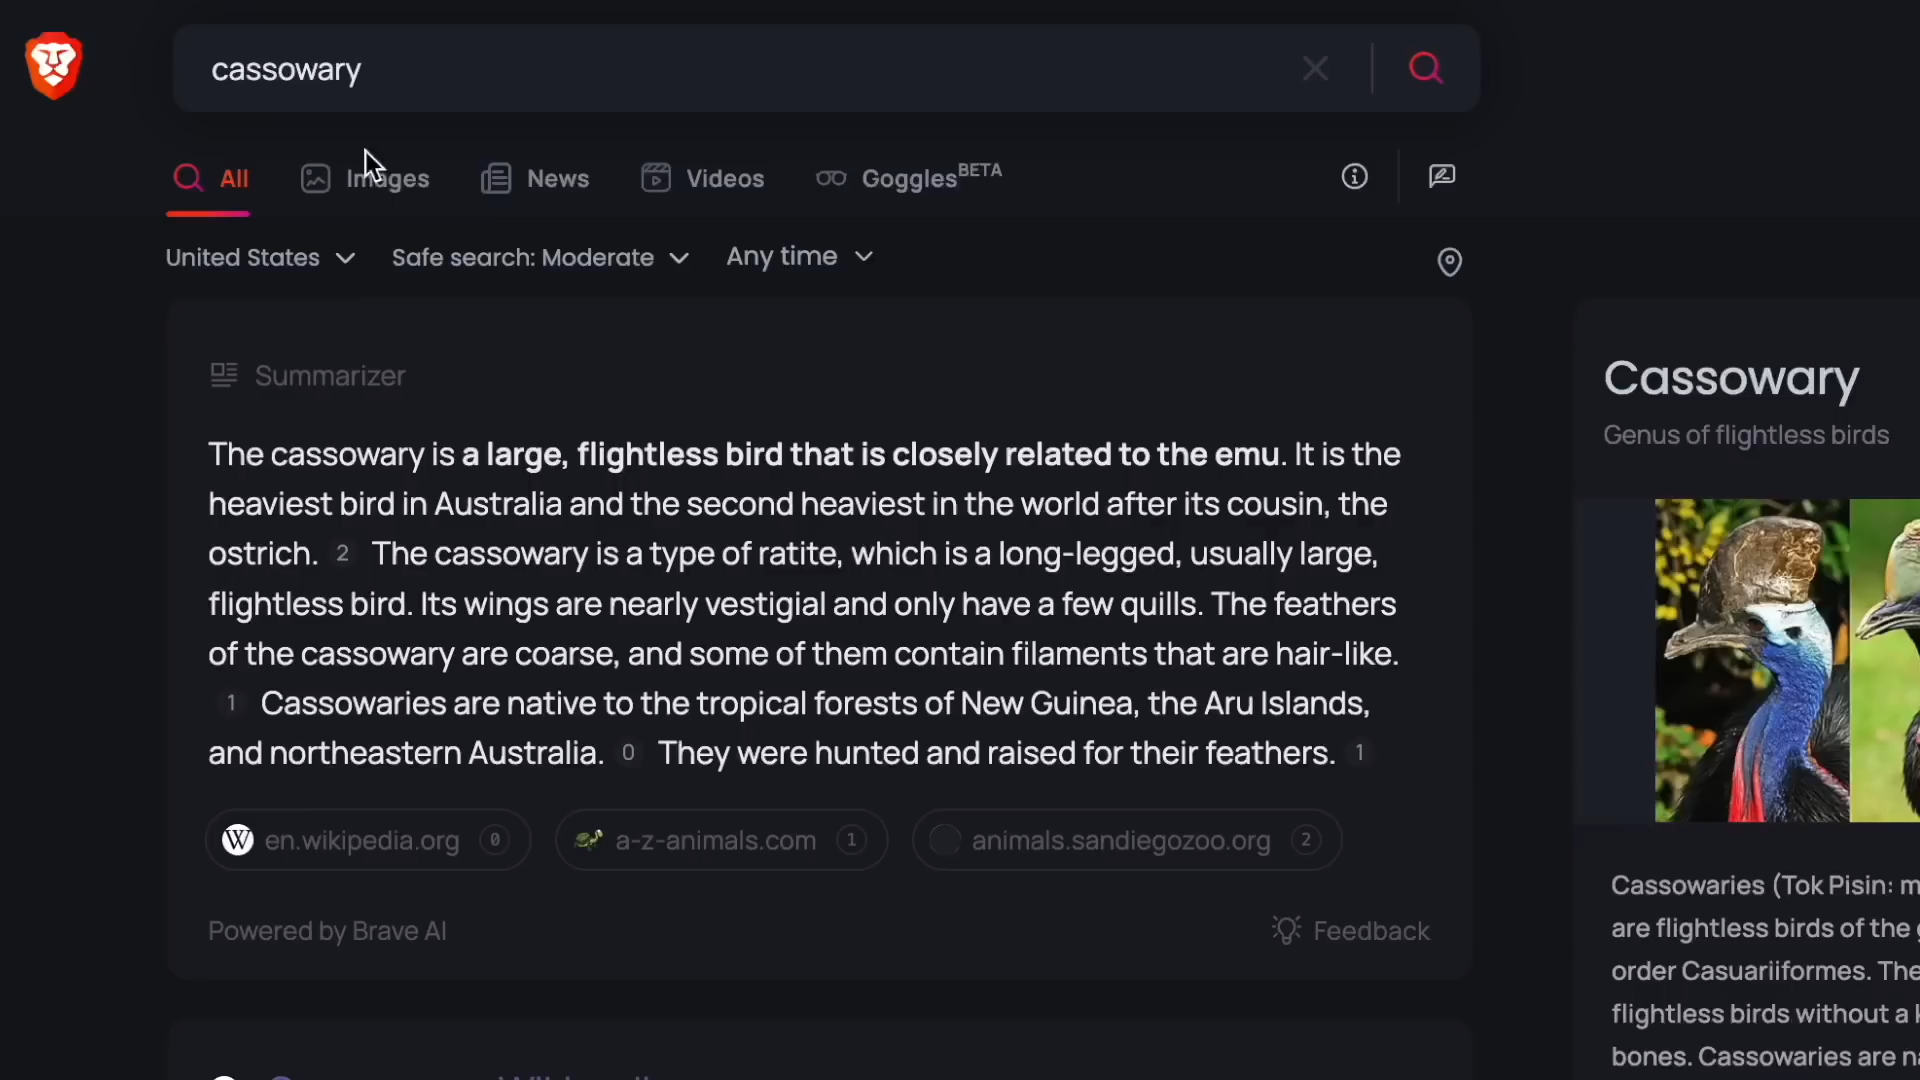 cassowary
All Images News Videos Goggles BETA
United States Safe search: Moderate Any time
Summarizer
The cassowary is a large, flightless bird that is closely related to the emu. It is the
heaviest bird in Australia and the second heaviest in the world after its cousin, the
ostrich. 2 The cassowary is a type of ratite, which is a long-legged, usually large,
flightless bird. Its wings are nearly vestigial and only have a few quills. The feathers
of the cassowary are coarse, and some of them contain filaments that are hair-like.
1 Cassowaries are native to the tropical forests of New Guinea, the Aru Islands,
and northeastern Australia. 0 They were hunted and raised for their feathers. 1
W en.wikipedia.org 0 a-z-animals.com 1 animals.sandiegozoo.org 2
Powered by Brave AI Feedback
Cassowary
Genus of flightless birds
Cassowaries (Tok Pisin: m
are flightless birds of the g
order Casuariiformes. The
flightless birds without a k
bones. Cassowaries are na